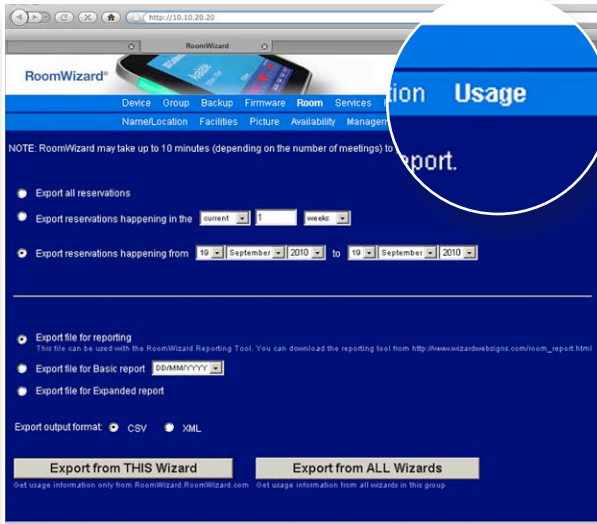 http://10.10.20.20
RoomWizard
RoomWizard®
Device Group Backup Firmware Room Services
Name/Location Facilities Picture Availability
tion Usage
NOTE: RoomWizard may take up to 10 minutes (depending on the number of meetings) to
port.
Export all reservations
Export reservations happening in the current 1 weeks
Export reservations happening from 19 September 2010 to 19 September 2010
Export file for reporting
This file can be used with the RoomWizard Reporting Tool. You can download the reporting tool from http://www.wizardwebsigns.com/room_report.html
Export file for Basic report DD/MM/YYYY
Export file for Expanded report
Export output format: CSV XML
Export from THIS Wizard Export from ALL Wizards
Get usage information only from RoomWizard.RoomWizard.com Get usage information from all wizards in this group